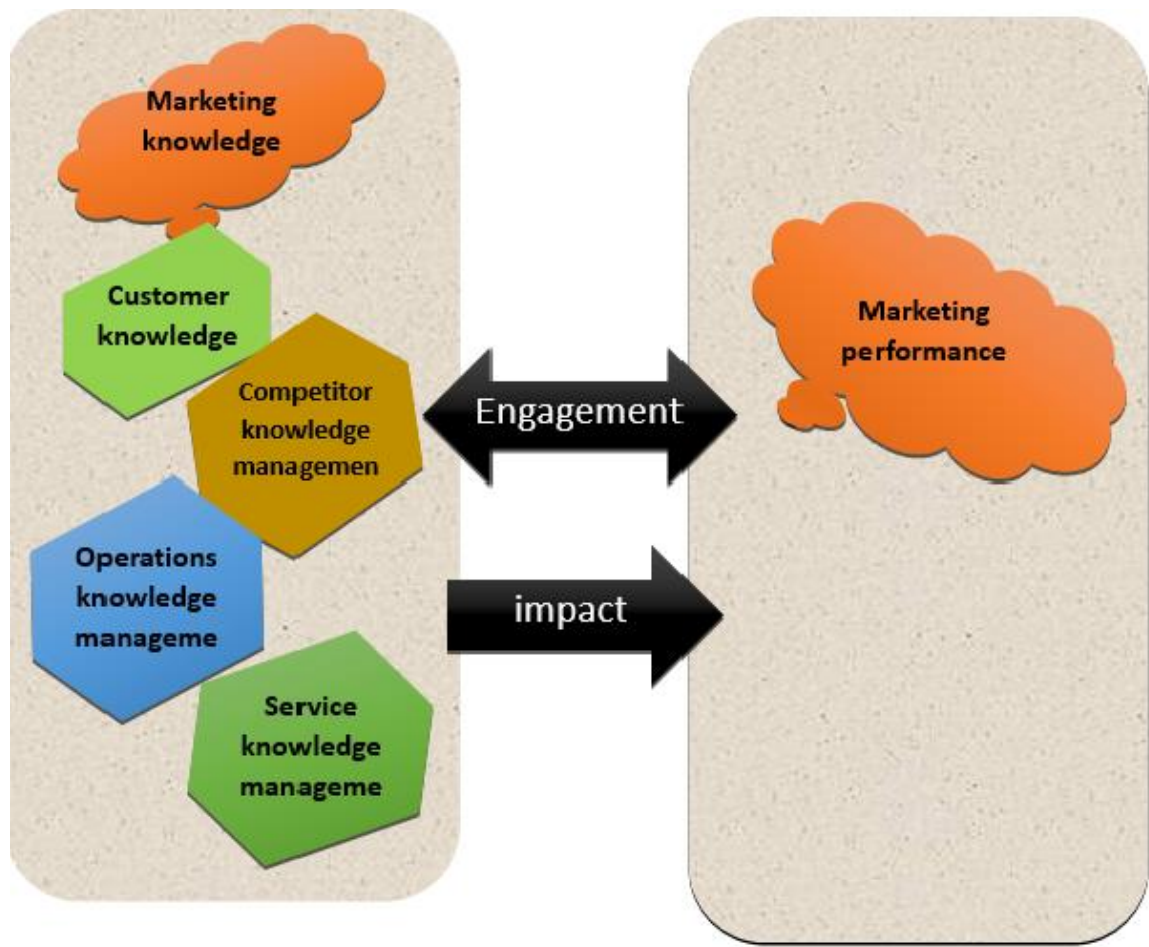 Marketing
knowledge
Customer
knowledge
Competitor
knowledge
managemen
Operations
knowledge
manageme
Service
knowledge
manageme
Engagement
impact
Marketing
performance